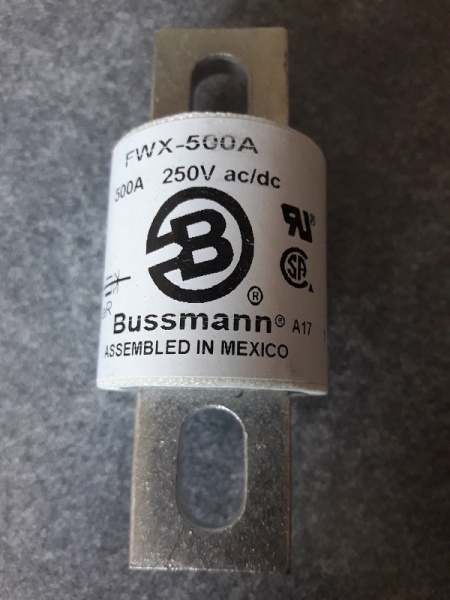 FWX-500A
500A 250V ac/dc
B
®
Bussmann® A17
ASSEMBLED IN MEXICO